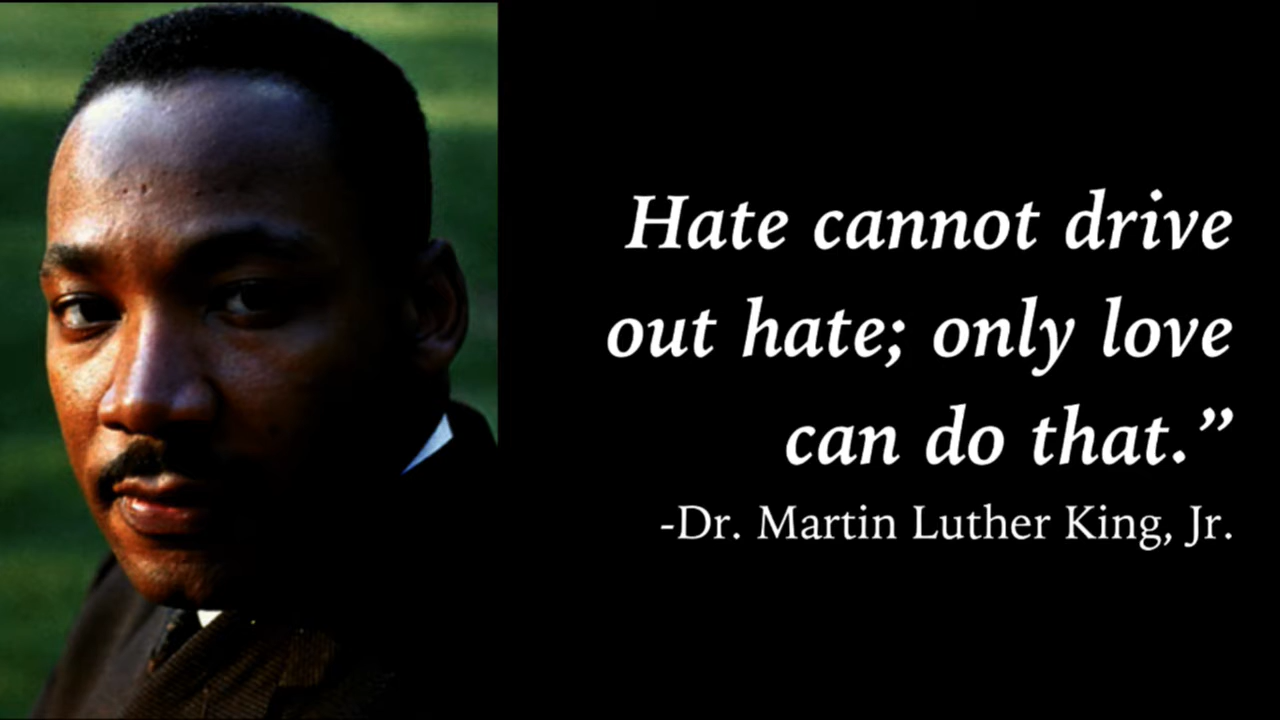 Hate cannot drive
out hate; only love
can do that.”
-Dr. Martin Luther King, Jr.